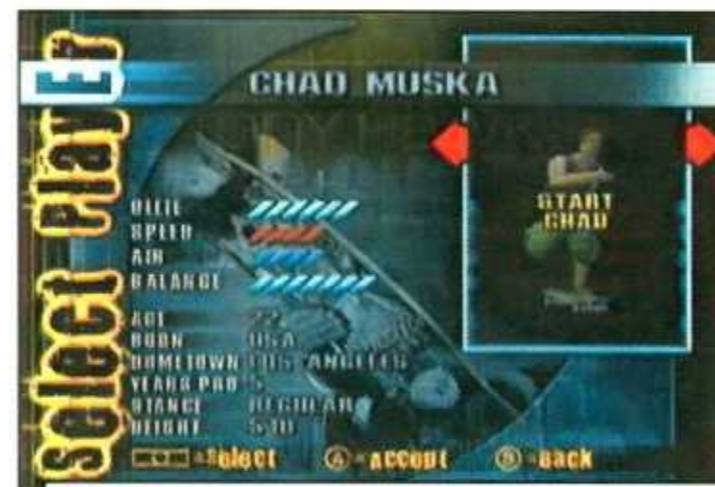 Select Player
CHAD MUSKA
START
CHAD
OLLIE
SPEED
AIR
BALANCE
AGE 22
BORN USA
HOMETOWN LOS ANGELES
YEARS PRO 5
STANCE REGULAR
HEIGHT
=Select A =Accept B =Back